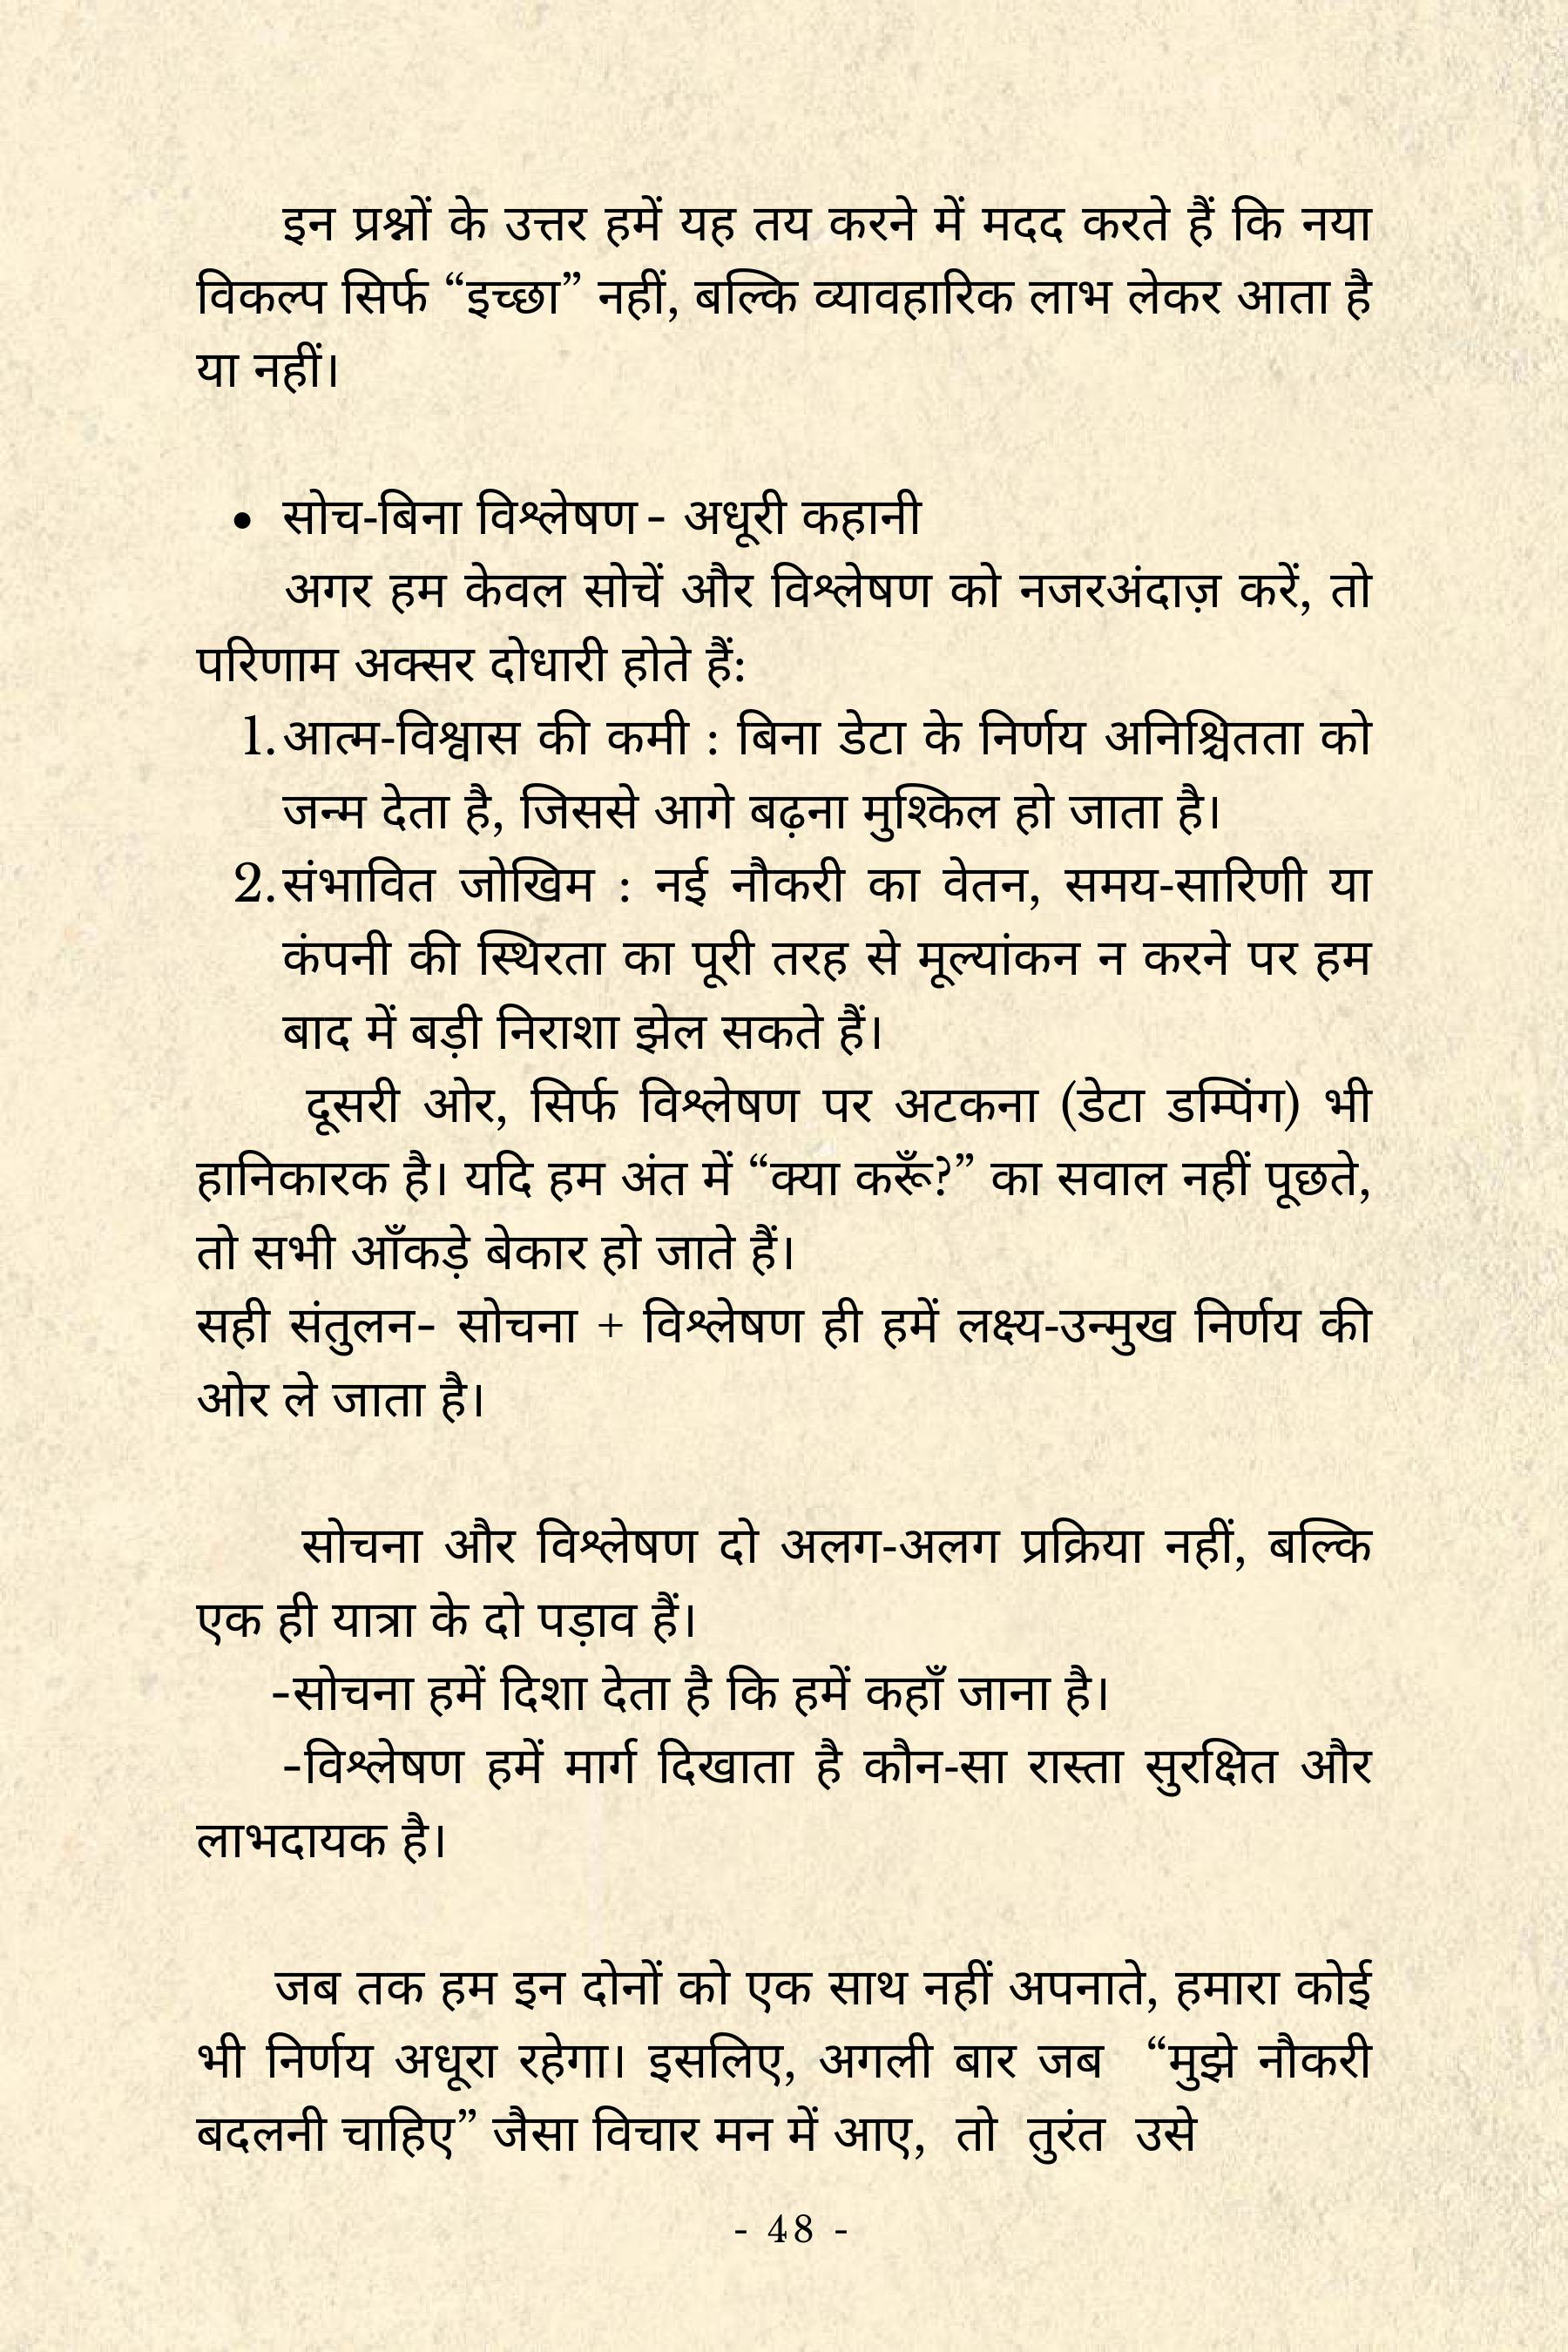 इन प्रश्नों के उत्तर हमें यह तय करने में मदद करते हैं कि नया
विकल्प सिर्फ “इच्छा” नहीं, बल्कि व्यावहारिक लाभ लेकर आता है
या नहीं।
• सोच-बिना विश्लेषण - अधूरी कहानी
अगर हम केवल सोचें और विश्लेषण को नजरअंदाज़ करें, तो
परिणाम अक्सर दोधारी होते हैं:
1. आत्म-विश्वास की कमी : बिना डेटा के निर्णय अनिश्चितता को
जन्म देता है, जिससे आगे बढ़ना मुश्किल हो जाता है।
2. संभावित जोखिम : नई नौकरी का वेतन, समय-सारिणी या
कंपनी की स्थिरता का पूरी तरह से मूल्यांकन न करने पर हम
बाद में बड़ी निराशा झेल सकते हैं।
दूसरी ओर, सिर्फ विश्लेषण पर अटकना (डेटा डम्पिंग) भी
हानिकारक है। यदि हम अंत में “क्या करूँ?” का सवाल नहीं पूछते,
तो सभी आँकड़े बेकार हो जाते हैं।
सही संतुलन- सोचना + विश्लेषण ही हमें लक्ष्य-उन्मुख निर्णय की
ओर ले जाता है।
सोचना और विश्लेषण दो अलग-अलग प्रक्रिया नहीं, बल्कि
एक ही यात्रा के दो पड़ाव हैं।
-सोचना हमें दिशा देता है कि हमें कहाँ जाना है।
-विश्लेषण हमें मार्ग दिखाता है कौन-सा रास्ता सुरक्षित और
लाभदायक है।
जब तक हम इन दोनों को एक साथ नहीं अपनाते, हमारा कोई
भी निर्णय अधूरा रहेगा। इसलिए, अगली बार जब “मुझे नौकरी
बदलनी चाहिए” जैसा विचार मन में आए, तो तुरंत उसे
- 48 -